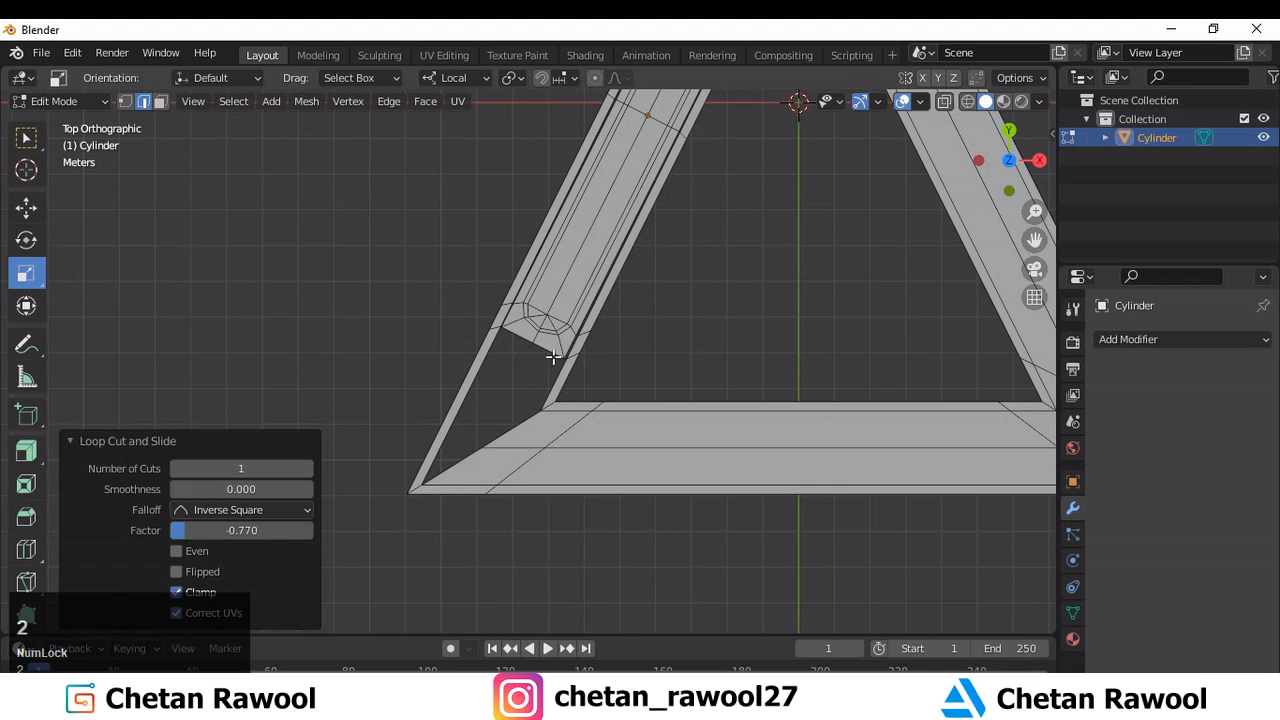 Blender
File Edit Render Window Help
Layout Modeling Sculpting UV Editing Texture Paint Shading Animation Rendering Compositing Scripting
Scene
View Layer
Orientation: Default Drag: Select Box Local X Y Z Options
Edit Mode View Select Add Mesh Vertex Edge Face UV
Scene Collection
Collection
Cylinder
Top Orthographic
(1) Cylinder
Meters
Y
Z
X
Cylinder
Add Modifier
Loop Cut and Slide
Number of Cuts 1
Smoothness 0.000
Falloff Inverse Square
Factor -0.770
Even
Flipped
Clamp
Correct UVs
2
NumLock
2
Playback Keying View Marker
1 Start 1 End 250
Chetan Rawool
chetan_rawool27
Chetan Rawool